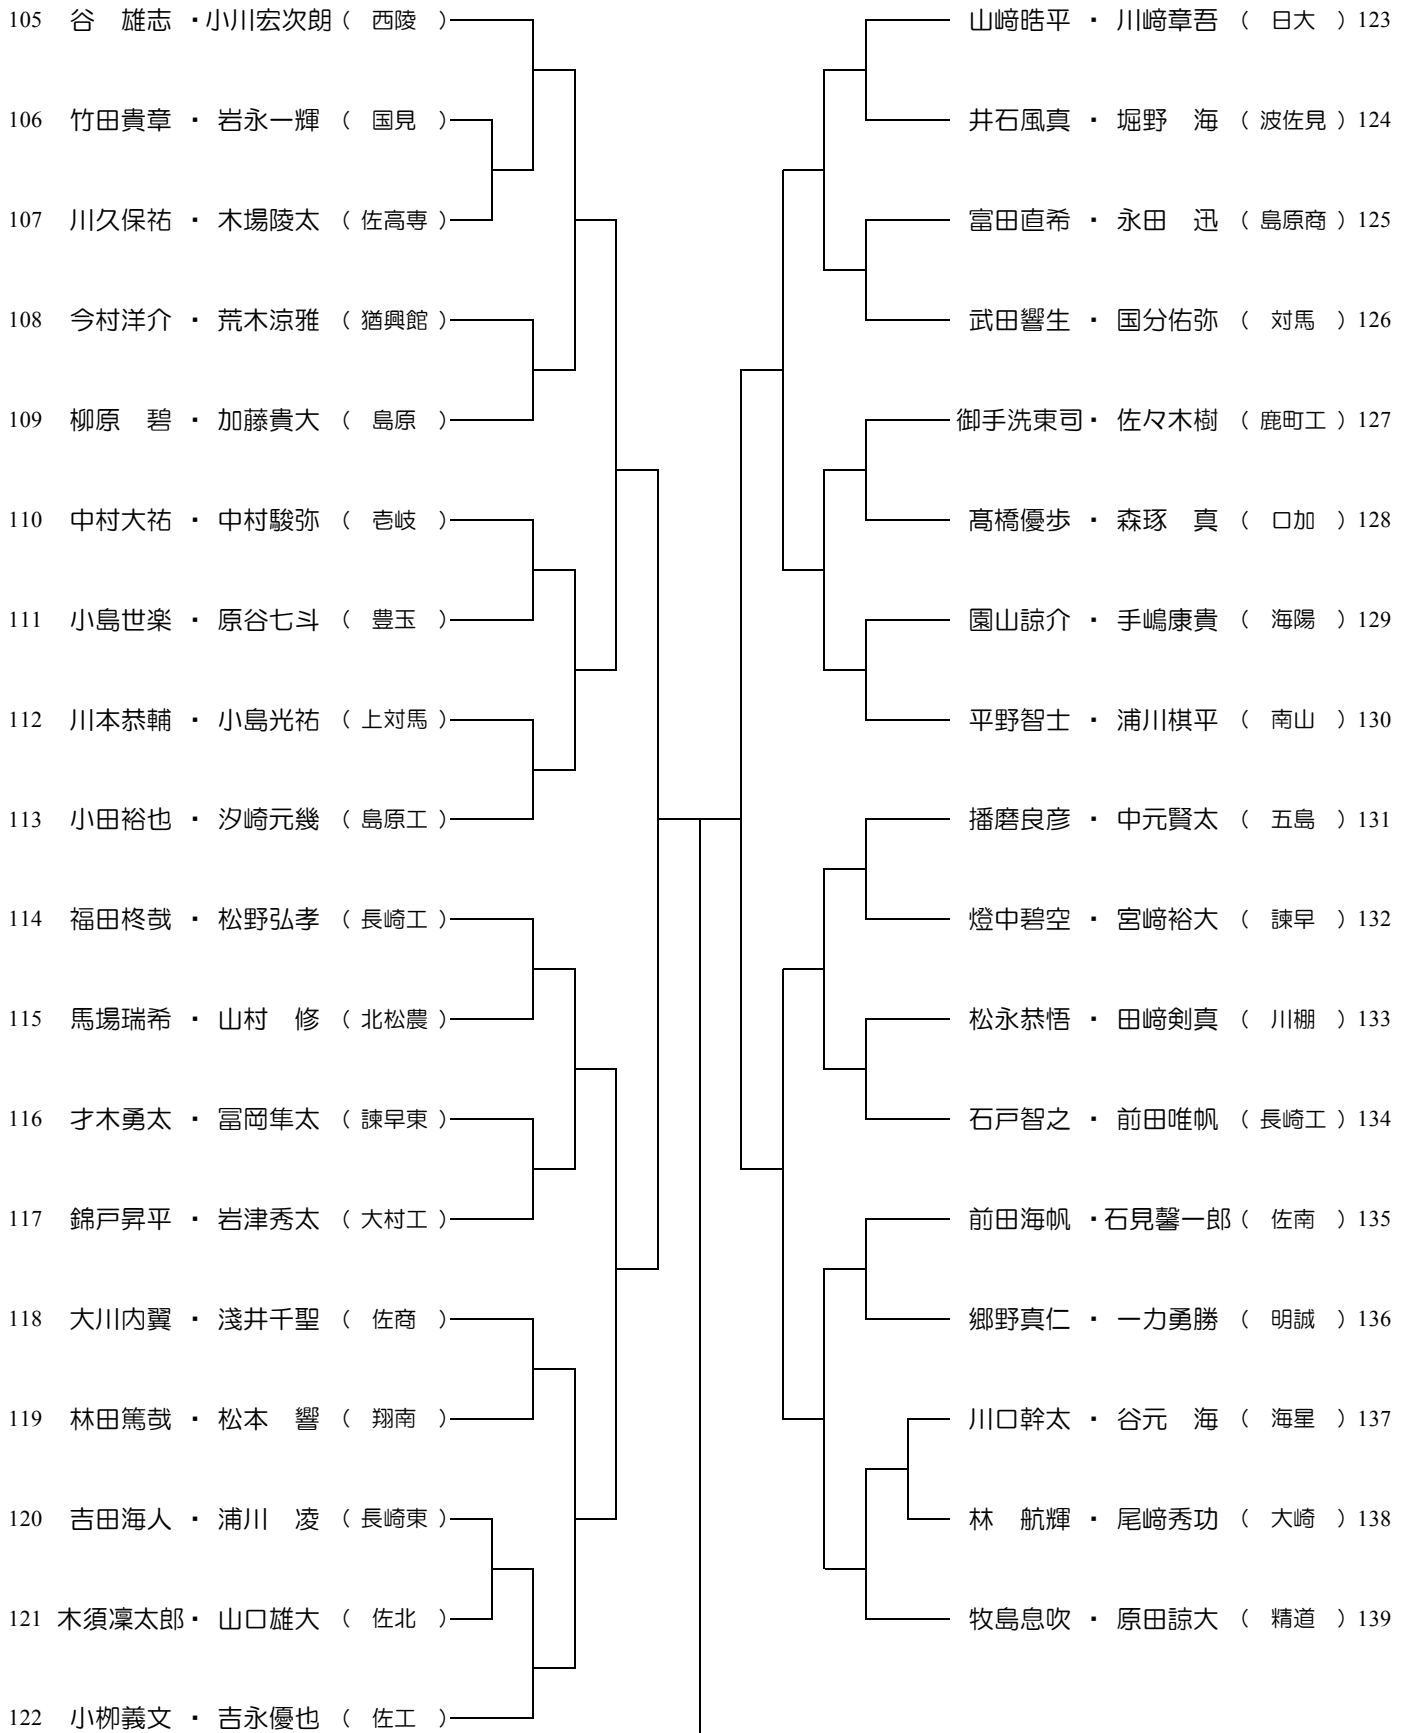 105 谷　雄志 ・小川宏次朗（ 西陵 ）
106 竹田貴章 ・ 岩永一輝 （ 国見 ）
107 川久保祐 ・ 木場陵太 （ 佐高専 ）
108 今村洋介 ・ 荒木涼雅 （ 猶興館 ）
109 柳原　碧 ・ 加藤貴大 （ 島原 ）
110 中村大祐 ・ 中村駿弥 （ 壱岐 ）
111 小島世楽 ・ 原谷七斗 （ 豊玉 ）
112 川本恭輔 ・ 小島光祐 （ 上対馬 ）
113 小田裕也 ・ 汐崎元幾 （ 島原工 ）
114 福田柊哉 ・ 松野弘孝 （ 長崎工 ）
115 馬場瑞希 ・ 山村　修 （ 北松農 ）
116 才木勇太 ・ 冨岡隼太 （ 諫早東 ）
117 錦戸昇平 ・ 岩津秀太 （ 大村工 ）
118 大川内翼 ・ 淺井千聖 （ 佐商 ）
119 林田篤哉 ・ 松本　響 （ 翔南 ）
120 吉田海人 ・ 浦川　凌 （ 長崎東 ）
121 木須凜太郎・ 山口雄大 （ 佐北 ）
122 小栁義文 ・ 吉永優也 （ 佐工 ）
山﨑晧平 ・ 川﨑章吾 （ 日大 ）123
井石風真 ・ 堀野　海 （ 波佐見 ）124
富田直希 ・ 永田　迅 （ 島原商 ）125
武田響生 ・ 国分佑弥 （ 対馬 ）126
御手洗東司・ 佐々木樹 （ 鹿町工 ）127
髙橋優歩 ・ 森琢　真 （ 口加 ）128
園山諒介 ・ 手嶋康貴 （ 海陽 ）129
平野智士 ・ 浦川棋平 （ 南山 ）130
播磨良彦 ・ 中元賢太 （ 五島 ）131
燈中碧空 ・ 宮﨑裕大 （ 諫早 ）132
松永恭悟 ・ 田﨑剣真 （ 川棚 ）133
石戸智之 ・ 前田唯帆 （ 長崎工 ）134
前田海帆 ・石見馨一郎（ 佐南 ）135
郷野真仁 ・ 一力勇勝 （ 明誠 ）136
川口幹太 ・ 谷元　海 （ 海星 ）137
林　航輝 ・ 尾﨑秀功 （ 大崎 ）138
牧島息吹 ・ 原田諒大 （ 精道 ）139